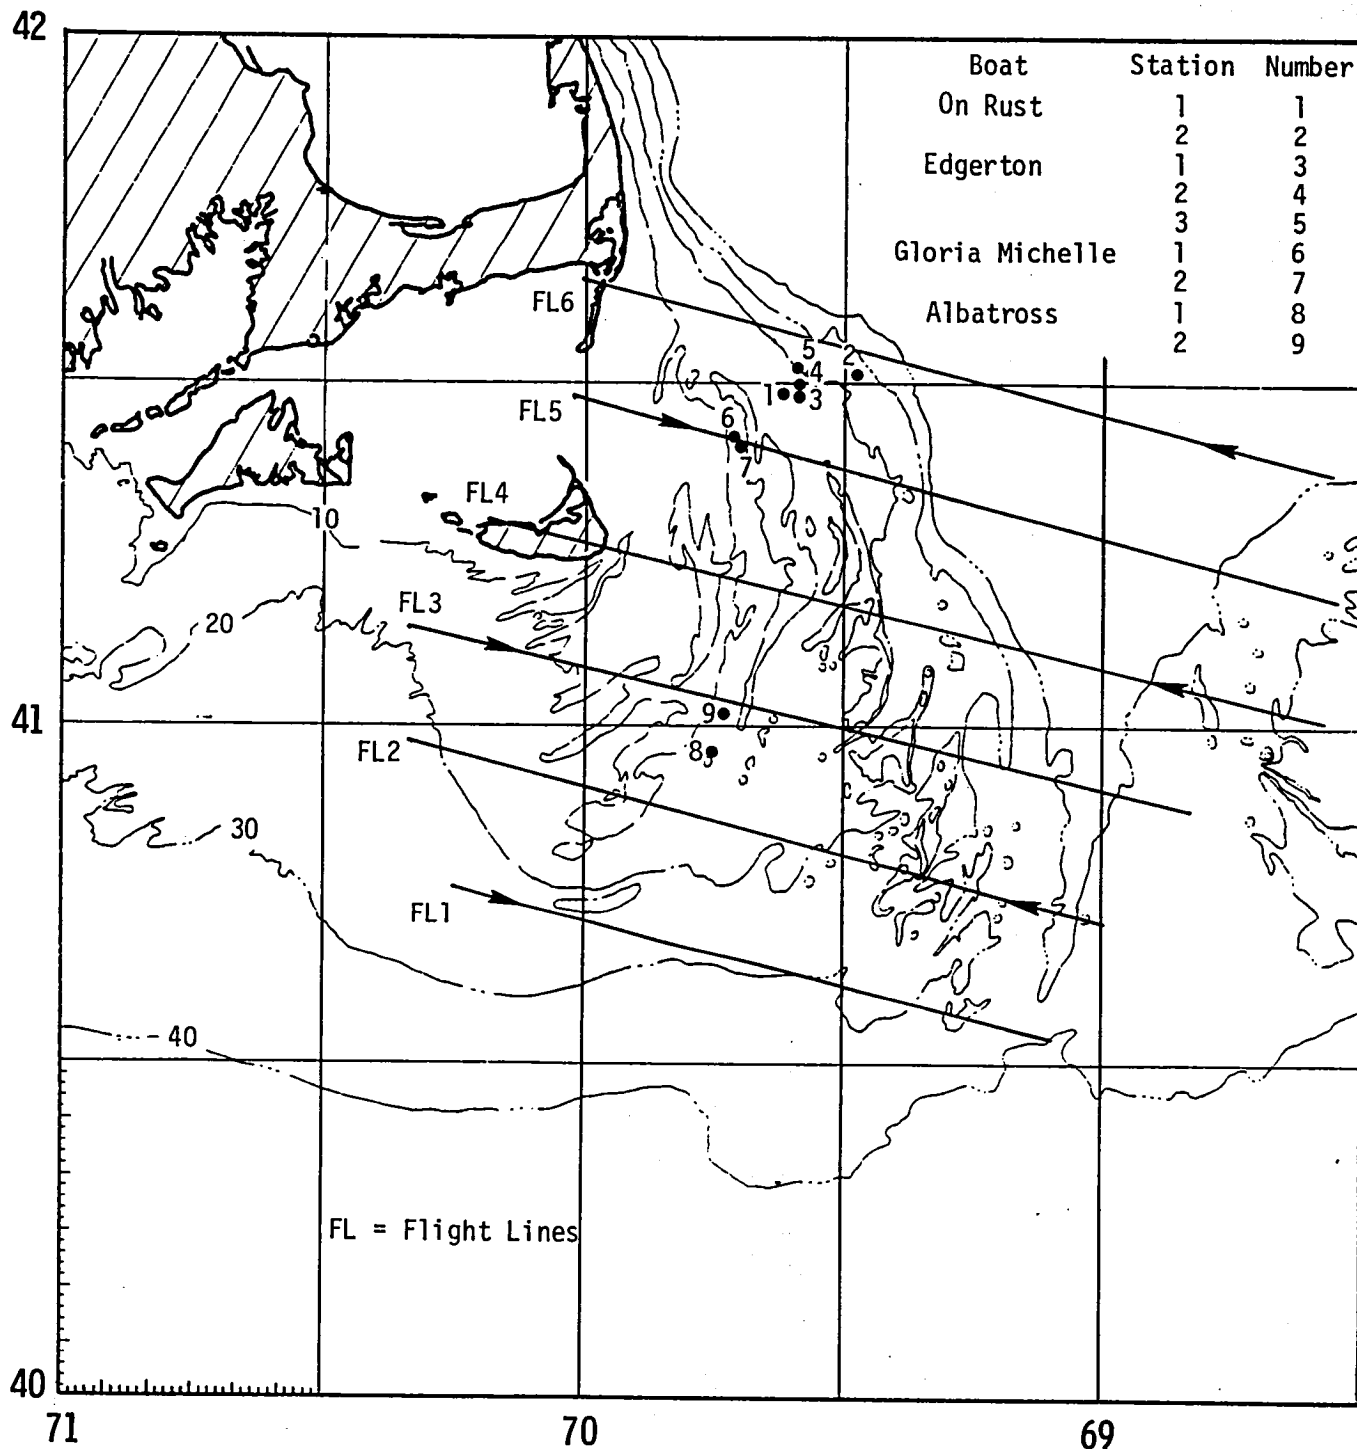 42
Boat Station Number
On Rust 1 1
2 2
Edgerton 1 3
2 4
3 5
Gloria Michelle 1 6
2 7
Albatross 1 8
2 9
FL6
5 2
4
1 3
FL5
6
7
FL4
10
FL3
20
9
41
FL2
8
30
FL1
40
FL = Flight Lines
40
71 70 69